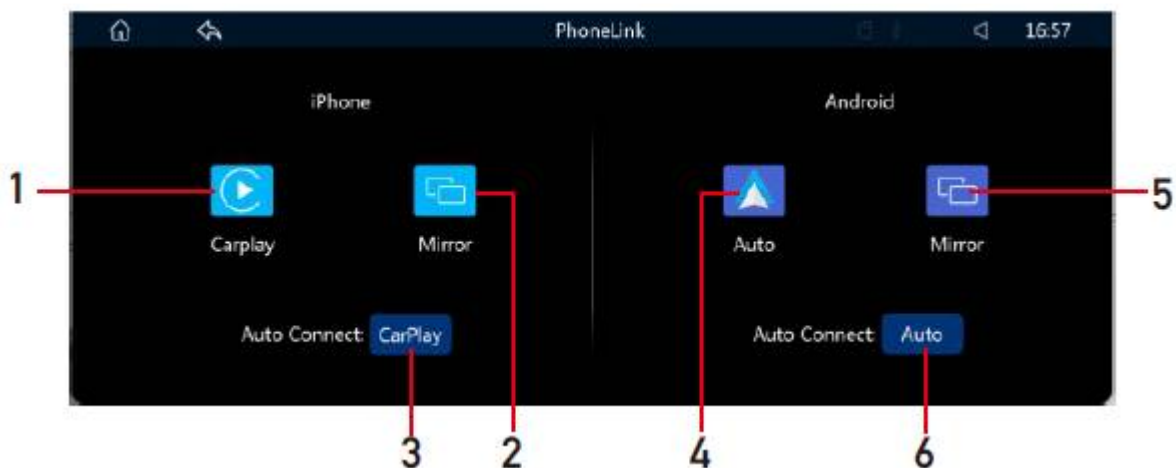 PhoneLink 16:57
iPhone Android
1 5
Carplay Mirror Auto Mirror
Auto Connect: CarPlay Auto Connect: Auto
3 2 4 6